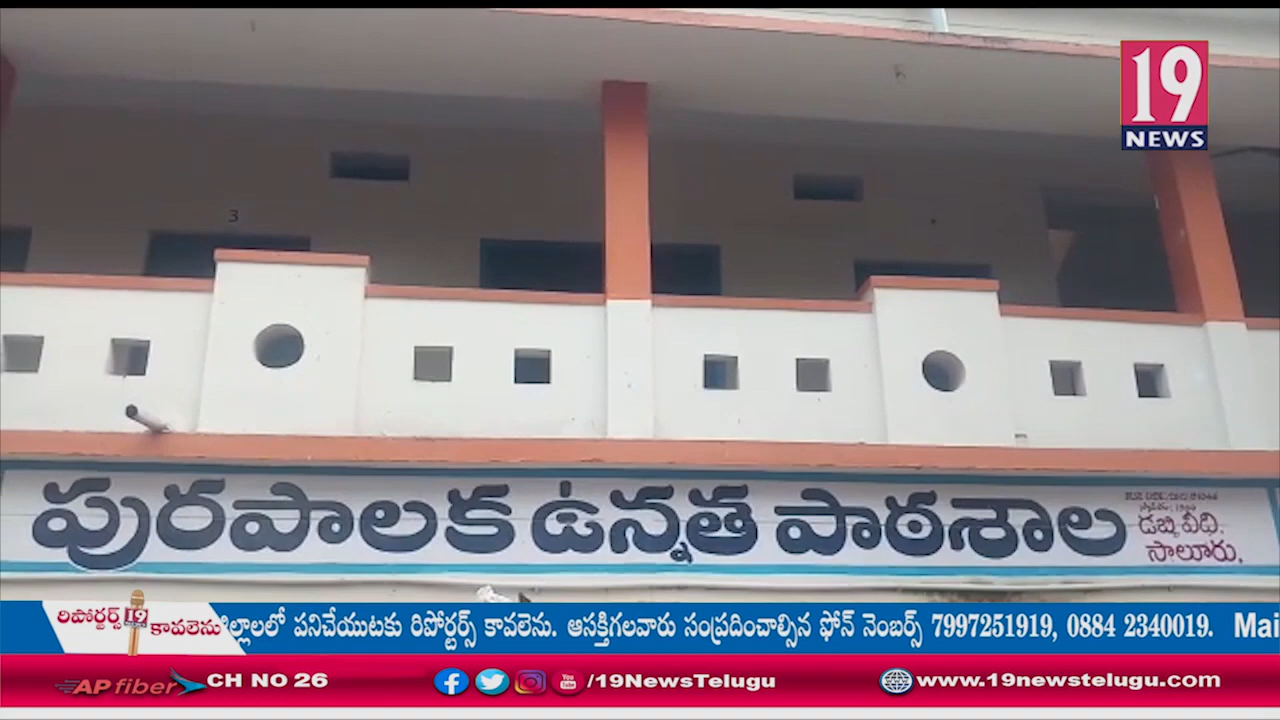 19
NEWS
3
పురపాలక ఉన్నత పాఠశాల
డబ్బి వీధి.
సాలూరు.
రిపోర్టర్స్ 19
కావలెను
ల్లాలలో పనిచేయుటకు రిపోర్టర్స్ కావలెను. ఆసక్తిగలవారు సంప్రదించాల్సిన ఫోన్ నెంబర్స్ 7997251919, 0884 2340019. Mai
AP fiber CH NO 26
/19NewsTelugu
www.19newstelugu.com